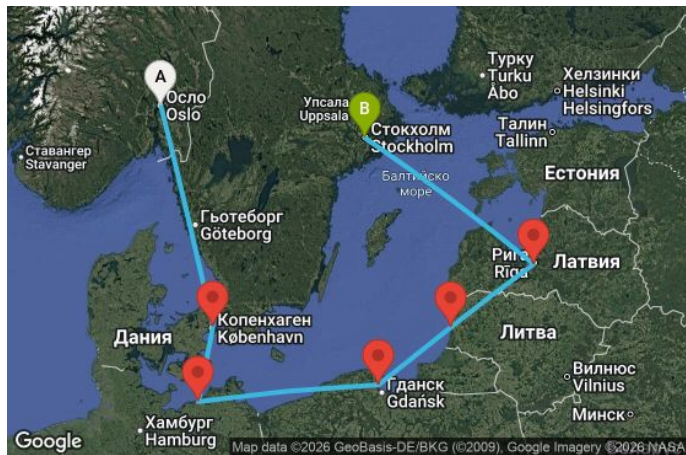 A
Осло
Oslo
B
Упсала
Uppsala
Стокхолм
Stockholm
Турку
Turku
Åbo
Хелзинки
Helsinki
Helsingfors
Талин
Tallinn
Ставангер
Stavanger
Балтийско
море
Естония
Гьотеборг
Göteborg
Рига
Rīga
Латвия
Копенхаген
København
Дания
Литва
Гданск
Gdańsk
Вилнюс
Vilnius
Минск
Хамбург
Hamburg
Google
Map data ©2026 GeoBasis-DE/BKG (©2009), Google Imagery ©2026 NASA